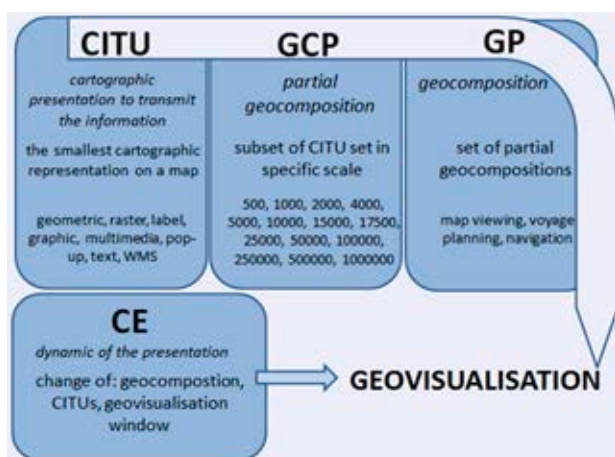 CITU
cartographic
presentation to transmit
the information
the smallest cartographic
representation on a map
geometric, raster, label,
graphic, multimedia, pop-
up, text, WMS
GCP
partial
geocomposition
subset of CITU set in
specific scale
500, 1000, 2000, 4000,
5000, 10000, 15000, 17500,
25000, 50000, 100000,
250000, 500000, 1000000
GP
geocomposition
set of partial
geocompositions
map viewing, voyage
planning, navigation
CE
dynamic of the presentation
change of: geocompostion,
CITUs, geovisualisation
window
GEOVISUALISATION